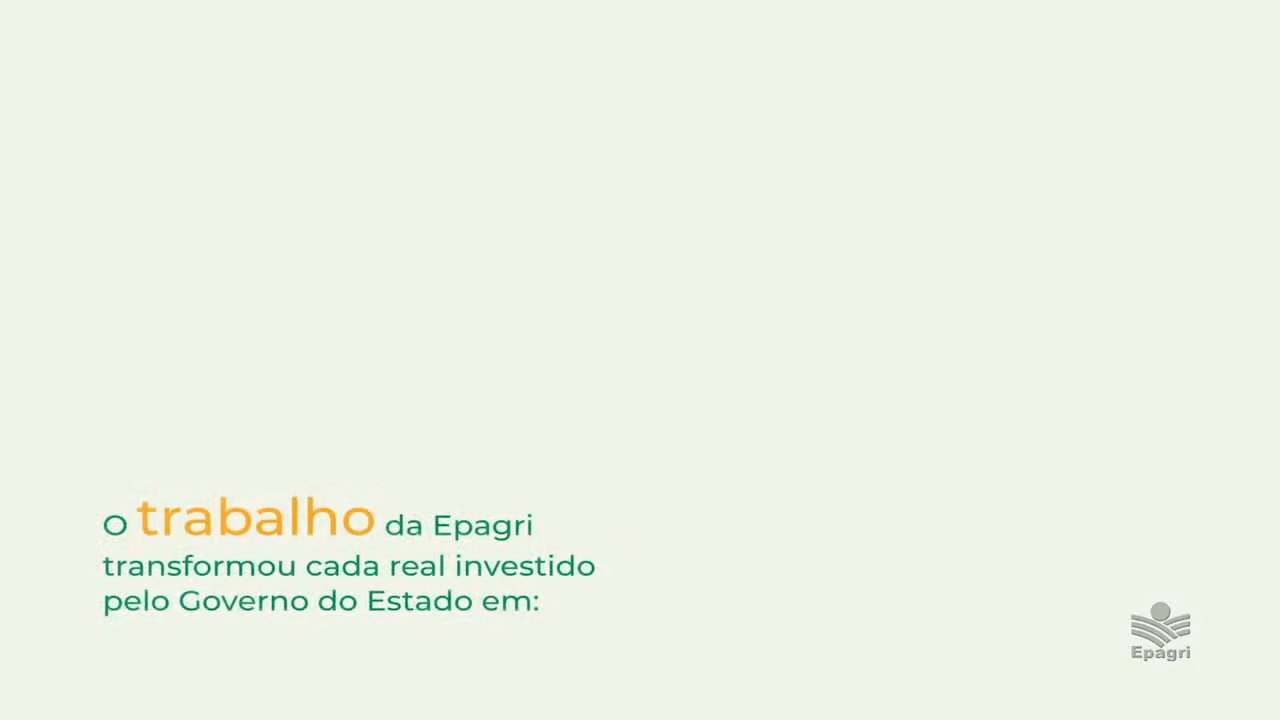 O trabalho da Epagri
transformou cada real investido
pelo Governo do Estado em:
Epagri